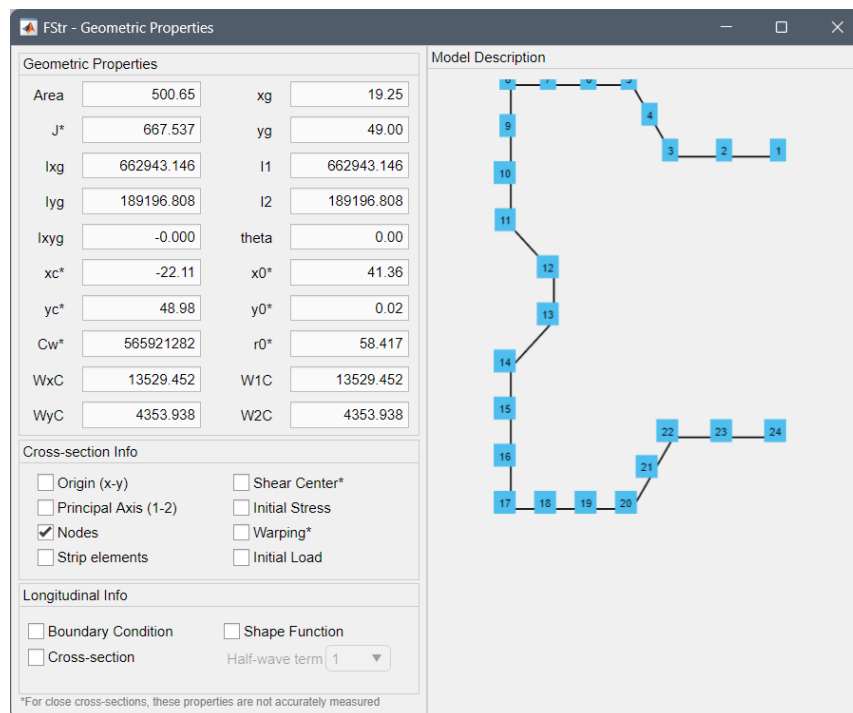 FStr - Geometric Properties
Geometric Properties
Area 500.65 xg 19.25
J* 667.537 yg 49.00
Ixg 662943.146 I1 662943.146
Iyg 189196.808 I2 189196.808
Ixyg -0.000 theta 0.00
xc* -22.11 x0* 41.36
yc* 48.98 y0* 0.02
Cw* 565921282 r0* 58.417
WxC 13529.452 W1C 13529.452
WyC 4353.938 W2C 4353.938
Cross-section Info
Origin (x-y) Shear Center*
Principal Axis (1-2) Initial Stress
Nodes Warping*
Strip elements Initial Load
Longitudinal Info
Boundary Condition Shape Function
Cross-section Half-wave term 1
*For close cross-sections, these properties are not accurately measured
Model Description
4
9
3 2 1
10
11
12
13
14
15
22 23 24
16
21
17 18 19 20